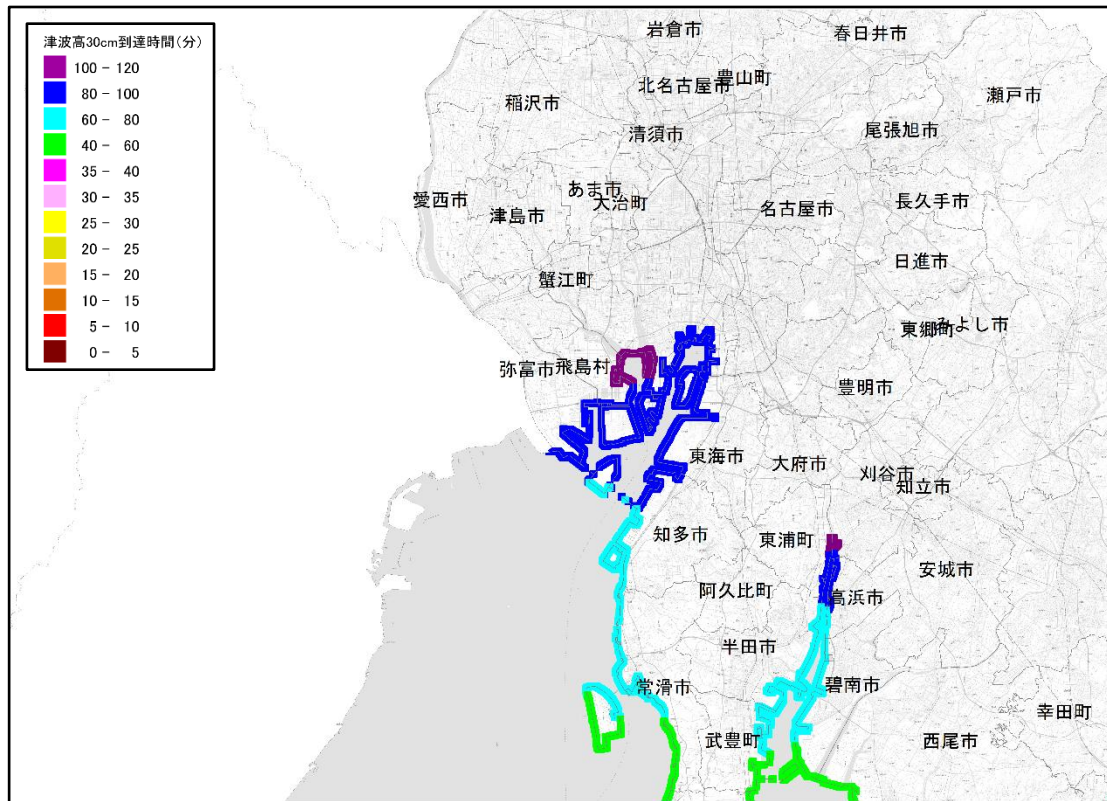 津波高30cm到達時間(分)
100 - 120
80 - 100
60 - 80
40 - 60
35 - 40
30 - 35
25 - 30
20 - 25
15 - 20
10 - 15
5 - 10
0 - 5
岩倉市
春日井市
北名古屋市
豊山町
瀬戸市
稲沢市
清須市
尾張旭市
あま市
愛西市
津島市
大治町
名古屋市
長久手市
日進市
蟹江町
東郷町
みよし市
弥富市
飛島村
豊明市
東海市
大府市
刈谷市
知立市
知多市
東浦町
安城市
阿久比町
高浜市
半田市
常滑市
碧南市
幸田町
武豊町
西尾市